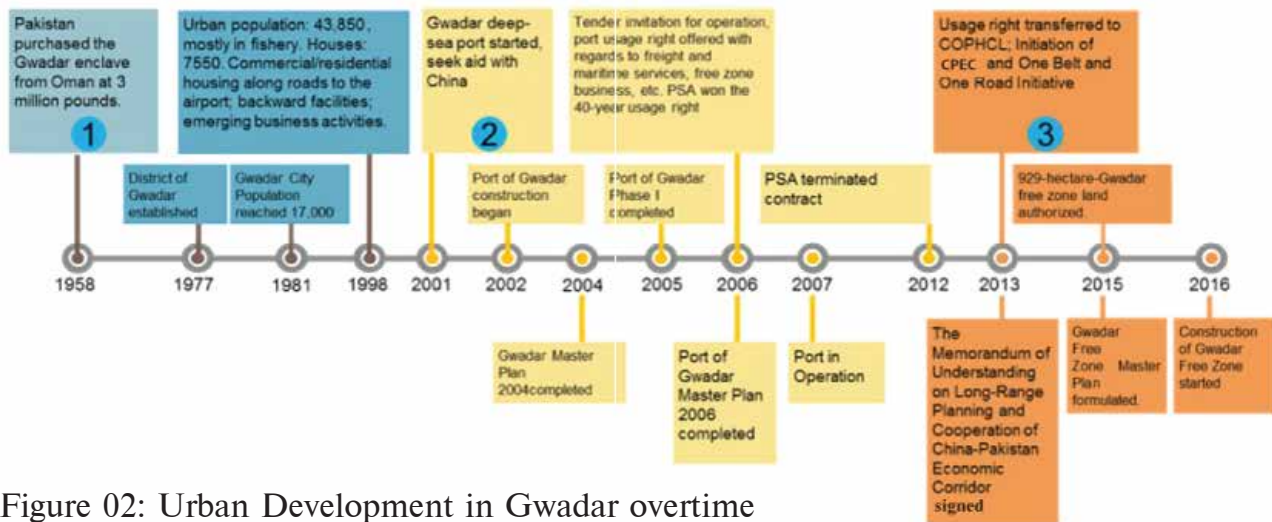 Pakistan
purchased the
Gwadar enclave
from Oman at 3
million pounds.
1
Urban population: 43,850,
mostly in fishery. Houses:
7550. Commercial/residential
housing along roads to the
airport; backward facilities;
emerging business activities.
Gwadar deep-
sea port started,
seek aid with
China
2
Tender invitation for operation,
port usage right offered with
regards to freight and
maritime services, free zone
business, etc. PSA won the
40-year usage right
Usage right transferred to
COPHCL; Initiation of
CPEC and One Belt and
One Road Initiative
3
District of
Gwadar
established
Gwadar City
Population
reached 17,000
Port of Gwadar
construction
began
Port of Gwadar
Phase I
completed
PSA terminated
contract
929-hectare-Gwadar
free zone land
authorized.
1958
1977
1981
1998
2001
2002
2004
2005
2006
2007
2012
2013
2015
2016
Gwadar Master
Plan
2004completed
Port of
Gwadar
Master Plan
2006
completed
Port in
Operation
The
Memorandum of
Understanding
on Long-Range
Planning and
Cooperation of
China-Pakistan
Economic
Corridor
signed
Gwadar
Free
Zone Master
Plan
formulated.
Construction
of Gwadar
Free Zone
started
Figure 02: Urban Development in Gwadar overtime